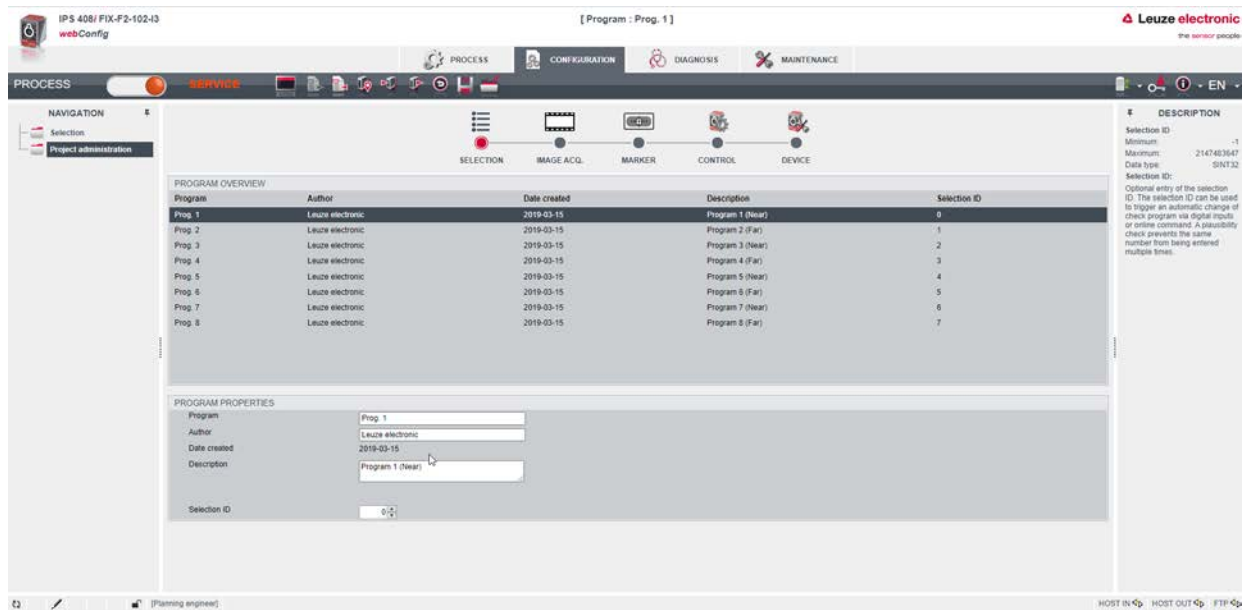 IPS 408i FIX-F2-102-I3
webConfig
[ Program : Prog. 1 ]
Leuze electronic
the sensor people
PROCESS
CONFIGURATION
DIAGNOSIS
MAINTENANCE
PROCESS
SERVICE
EN
NAVIGATION
Selection
Project administration
SELECTION
IMAGE ACQ.
MARKER
CONTROL
DEVICE
PROGRAM OVERVIEW
Program Author Date created Description Selection ID
Prog. 1 Leuze electronic 2019-03-15 Program 1 (Near) 0
Prog. 2 Leuze electronic 2019-03-15 Program 2 (Far) 1
Prog. 3 Leuze electronic 2019-03-15 Program 3 (Near) 2
Prog. 4 Leuze electronic 2019-03-15 Program 4 (Far) 3
Prog. 5 Leuze electronic 2019-03-15 Program 5 (Near) 4
Prog. 6 Leuze electronic 2019-03-15 Program 6 (Far) 5
Prog. 7 Leuze electronic 2019-03-15 Program 7 (Near) 6
Prog. 8 Leuze electronic 2019-03-15 Program 8 (Far) 7
PROGRAM PROPERTIES
Program Prog. 1
Author Leuze electronic
Date created 2019-03-15
Description Program 1 (Near)
Selection ID 0
DESCRIPTION
Selection ID
Minimum: -1
Maximum: 2147483647
Data type: SINT32
Selection ID:
Optional entry of the selection
ID. The selection ID can be used
to trigger an automatic change of
check program via digital inputs
or online command. A plausibility
check prevents the same
number from being entered
multiple times.
[Planning engineer]
HOST IN HOST OUT FTP